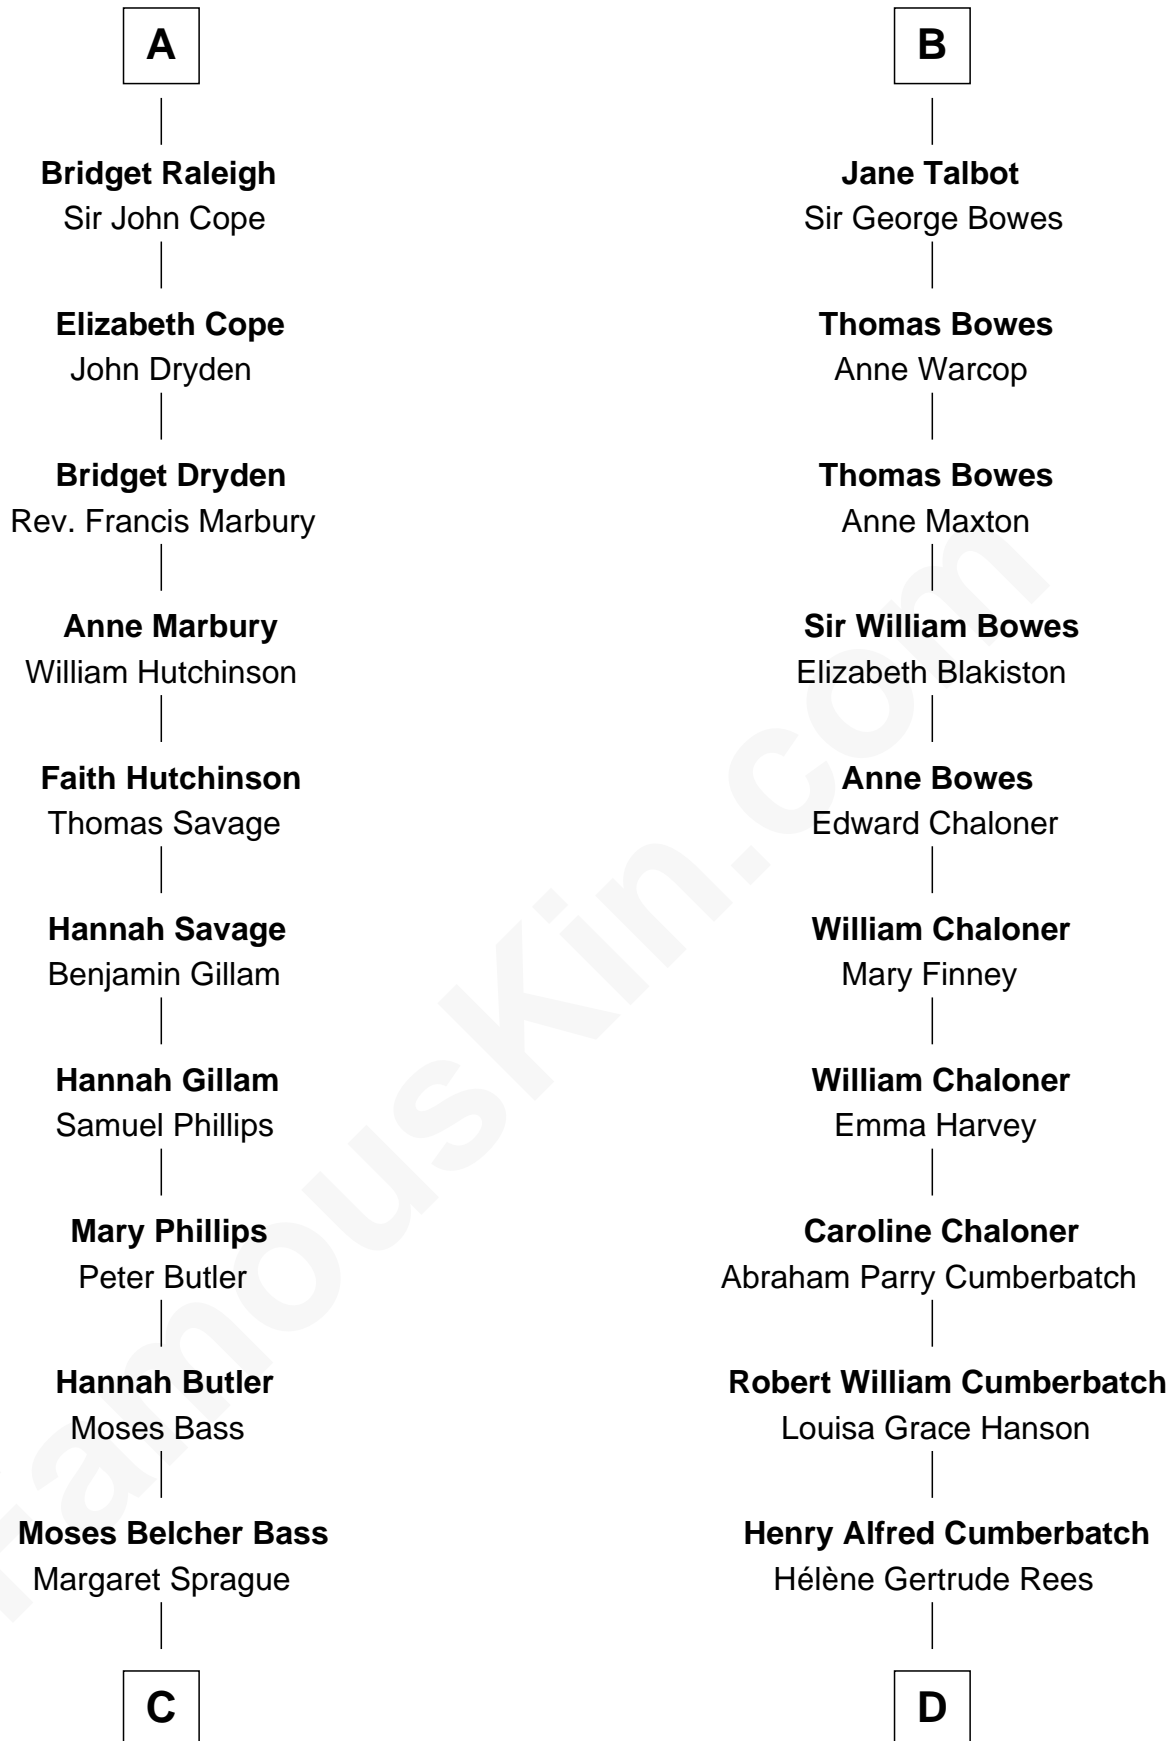 A
Bridget Raleigh
Sir John Cope
Elizabeth Cope
John Dryden
Bridget Dryden
Rev. Francis Marbury
Anne Marbury
William Hutchinson
Faith Hutchinson
Thomas Savage
Hannah Savage
Benjamin Gillam
Hannah Gillam
Samuel Phillips
Mary Phillips
Peter Butler
Hannah Butler
Moses Bass
Moses Belcher Bass
Margaret Sprague
C
B
Jane Talbot
Sir George Bowes
Thomas Bowes
Anne Warcop
Thomas Bowes
Anne Maxton
Sir William Bowes
Elizabeth Blakiston
Anne Bowes
Edward Chaloner
William Chaloner
Mary Finney
William Chaloner
Emma Harvey
Caroline Chaloner
Abraham Parry Cumberbatch
Robert William Cumberbatch
Louisa Grace Hanson
Henry Alfred Cumberbatch
Hélène Gertrude Rees
D
FamousKin.com